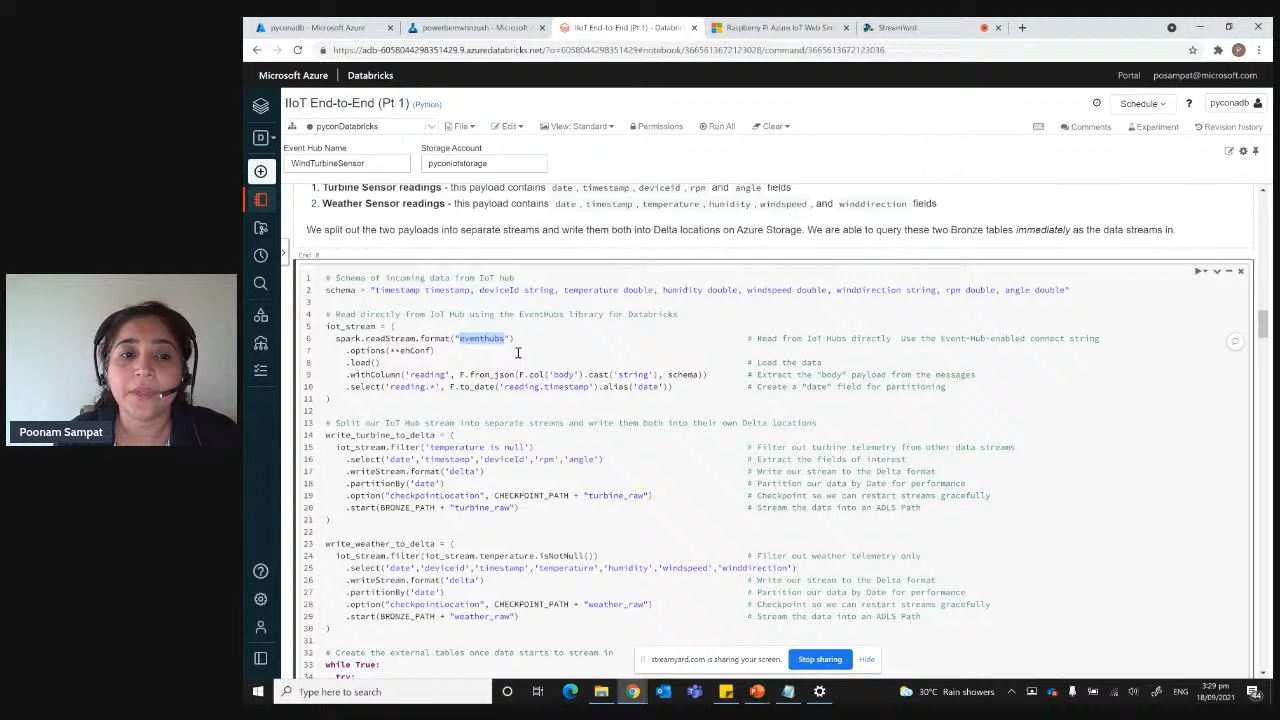 pyconadb - Microsoft Azure
powerbemwhnzuxh - Microsoft A
IIoT End-to-End (Pt 1) - Databric
Raspberry Pi Azure IoT Web Sim
StreamYard
https://adb-6058044298351429.9.azuredatabricks.net/?o=6058044298351429#notebook/3665613672123028/command/3665613672123036
Microsoft Azure Databricks Portal posampat@microsoft.com
IIoT End-to-End (Pt 1) (Python) Schedule ? pyconadb
pyconDatabricks File Edit View: Standard Permissions Run All Clear Comments Experiment Revision history
Event Hub Name Storage Account
WindTurbineSensor pyconiotstorage
1. Turbine Sensor readings - this payload contains date , timestamp , deviceid , rpm and angle fields
2. Weather Sensor readings - this payload contains date , timestamp , temperature , humidity , windspeed , and winddirection fields
We split out the two payloads into separate streams and write them both into Delta locations on Azure Storage. We are able to query these two Bronze tables immediately as the data streams in.
Cmd 8
1 # Schema of incoming data from IoT hub
2 schema = "timestamp timestamp, deviceId string, temperature double, humidity double, windspeed double, winddirection string, rpm double, angle double"
3
4 # Read directly from IoT Hub using the EventHubs library for Databricks
5 iot_stream = (
6 spark.readStream.format("eventhubs") # Read from IoT Hubs directly Use the Event-Hub-enabled connect string
7 .options(**ehConf)
8 .load() # Load the data
9 .withColumn('reading', F.from_json(F.col('body').cast('string'), schema)) # Extract the "body" payload from the messages
10 .select('reading.*', F.to_date('reading.timestamp').alias('date')) # Create a "date" field for partitioning
11 )
12
13 # Split our IoT Hub stream into separate streams and write them both into their own Delta locations
14 write_turbine_to_delta = (
15 iot_stream.filter('temperature is null') # Filter out turbine telemetry from other data streams
16 .select('date','timestamp','deviceId','rpm','angle') # Extract the fields of interest
17 .writeStream.format('delta') # Write our stream to the Delta format
18 .partitionBy('date') # Partition our data by Date for performance
19 .option("checkpointLocation", CHECKPOINT_PATH + "turbine_raw") # Checkpoint so we can restart streams gracefully
20 .start(BRONZE_PATH + "turbine_raw") # Stream the data into an ADLS Path
21 )
22
23 write_weather_to_delta = (
24 iot_stream.filter(iot_stream.temperature.isNotNull()) # Filter out weather telemetry only
25 .select('date','deviceid','timestamp','temperature','humidity','windspeed','winddirection')
26 .writeStream.format('delta') # Write our stream to the Delta format
27 .partitionBy('date') # Partition our data by Date for performance
28 .option("checkpointLocation", CHECKPOINT_PATH + "weather_raw") # Checkpoint so we can restart streams gracefully
29 .start(BRONZE_PATH + "weather_raw") # Stream the data into an ADLS Path
30 )
31
32 # Create the external tables once data starts to stream in
33 while True:
34 try:
Poonam Sampat
streamyard.com is sharing your screen. Stop sharing Hide
Type here to search
30°C Rain showers
ENG
3:29 pm
18/09/2021